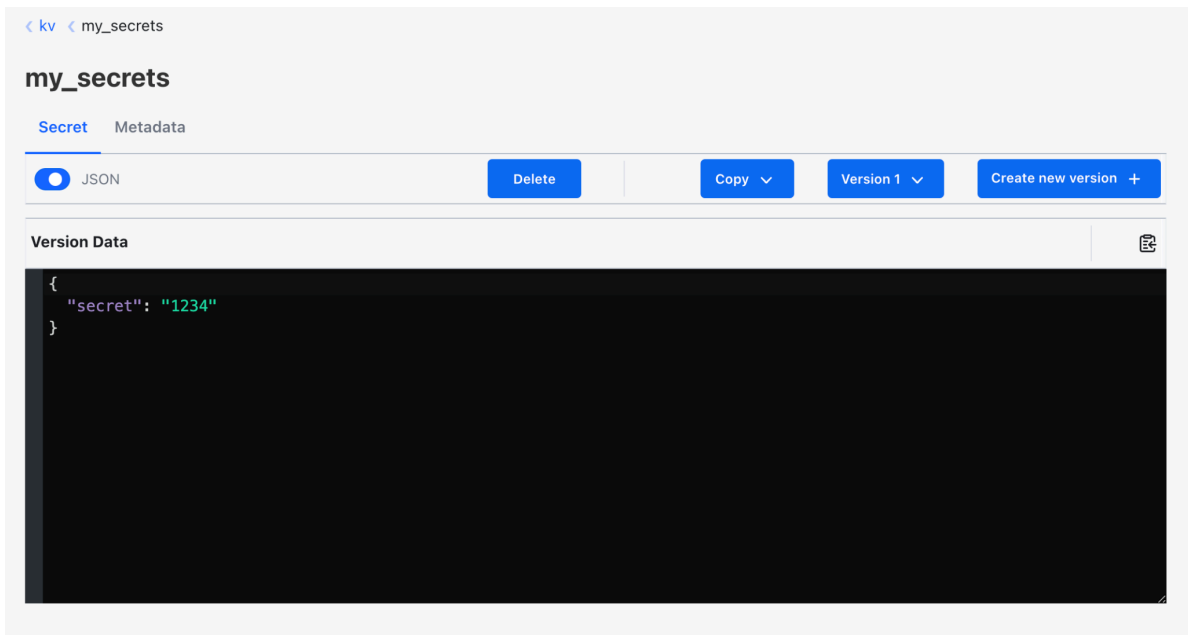 kv my_secrets
my_secrets
Secret Metadata
JSON Delete Copy Version 1 Create new version +
Version Data
{
"secret": "1234"
}